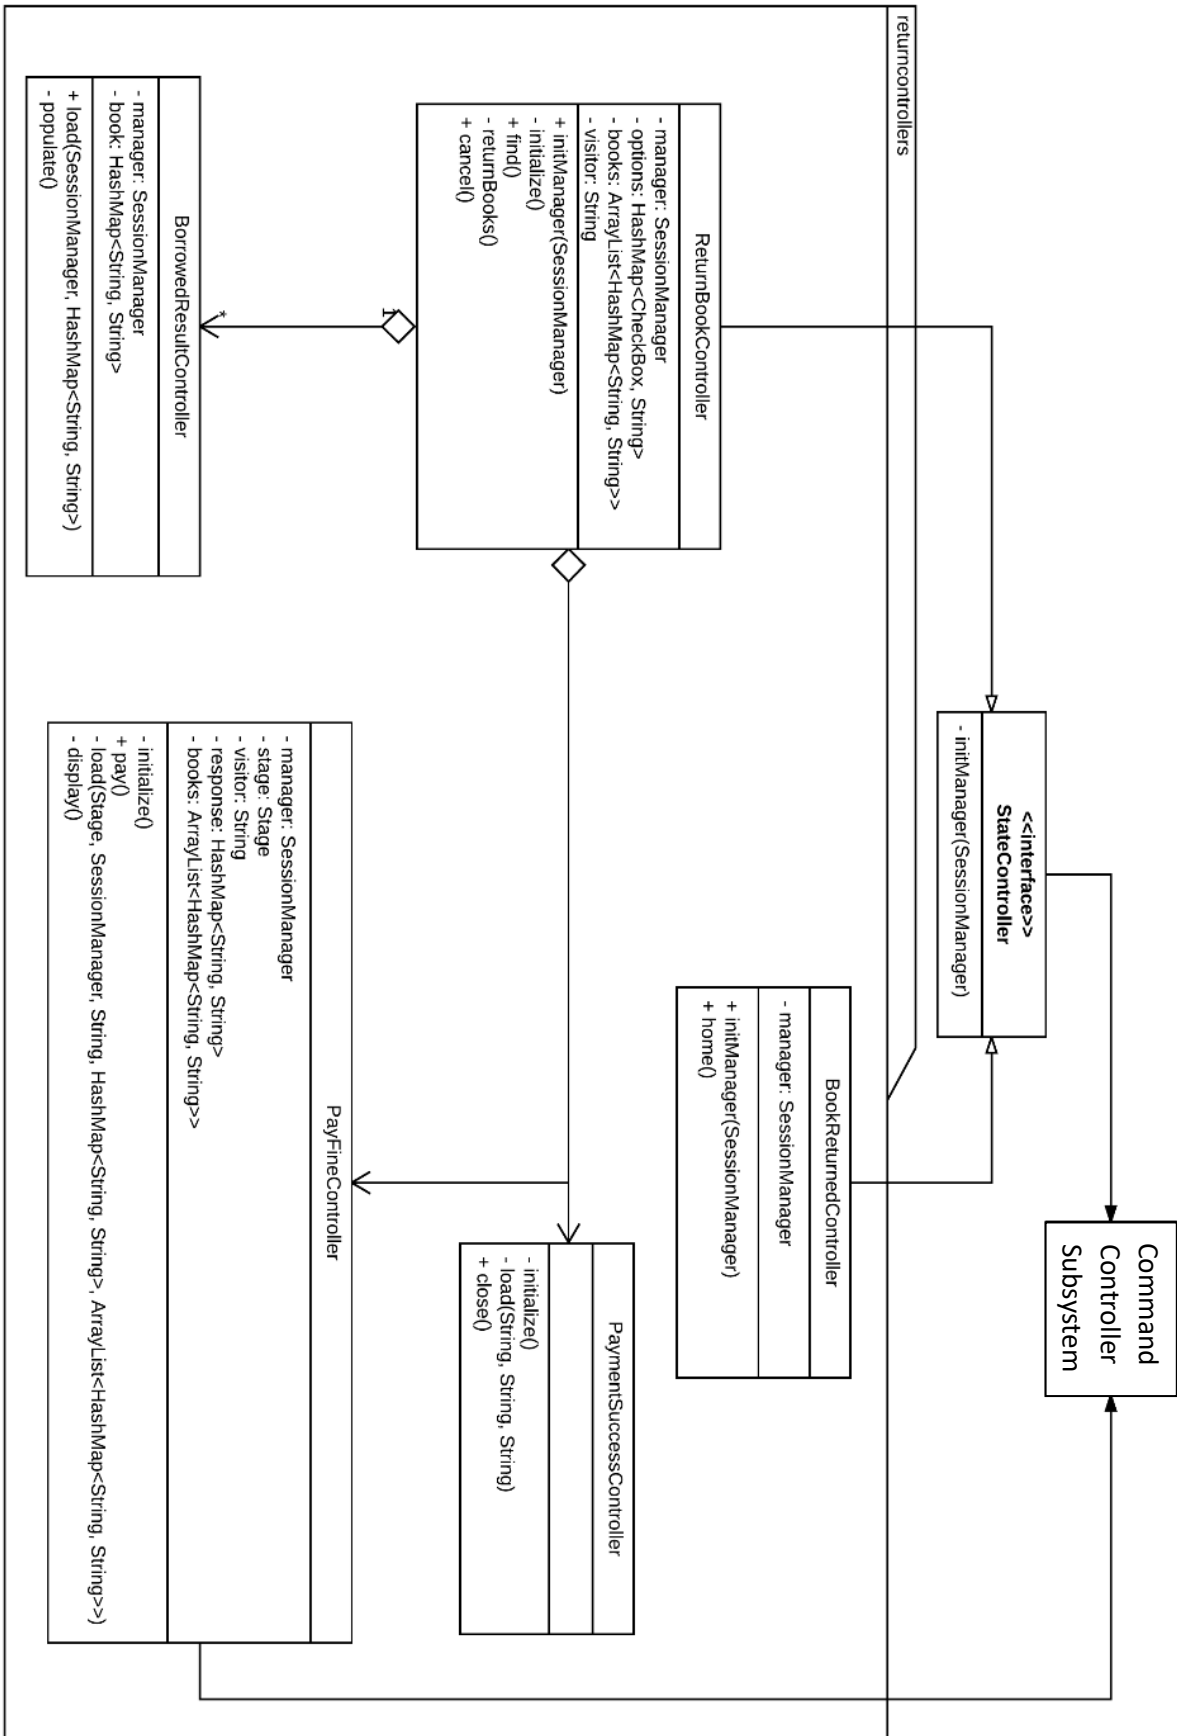 Command
Controller
Subsystem
<<interface>>
StateController
- initManager(SessionManager)
returncontrollers
ReturnBookController
- manager: SessionManager
- options: HashMap<CheckBox, String>
- books: ArrayList<HashMap<String, String>>
- visitor: String
+ initManager(SessionManager)
- initialize()
+ find()
- returnBooks()
+ cancel()
BookReturnedController
- manager: SessionManager
+ initManager(SessionManager)
+ home()
PaymentSuccessController
- initialize()
- load(String, String, String)
+ close()
1
*
BorrowedResultController
- manager: SessionManager
- book: HashMap<String, String>
+ load(SessionManager, HashMap<String, String>)
- populate()
PayFineController
- manager: SessionManager
- stage: Stage
- visitor: String
- response: HashMap<String, String>
- books: ArrayList<HashMap<String, String>>
- initialize()
+ pay()
- load(Stage, SessionManager, String, HashMap<String, String>, ArrayList<HashMap<String, String>>)
- display()